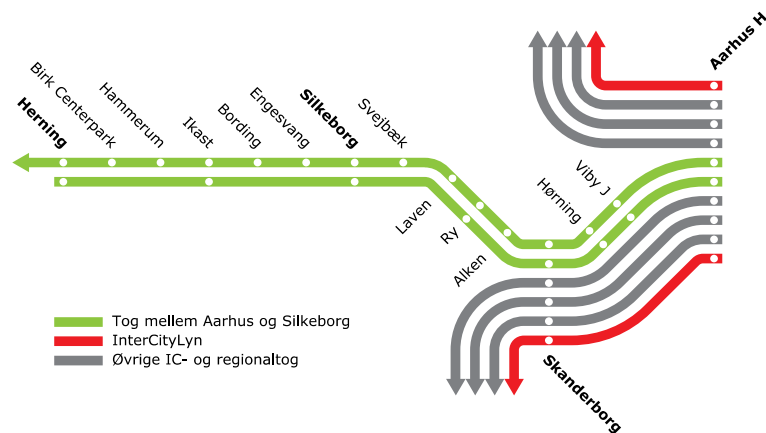 Aarhus H
Herning
Birk Centerpark
Hammerum
Ikast
Bording
Engesvang
Silkeborg
Svejbæk
Laven
Ry
Alken
Hørning
Viby J
Skanderborg
Tog mellem Aarhus og Silkeborg
InterCityLyn
Øvrige IC- og regionaltog